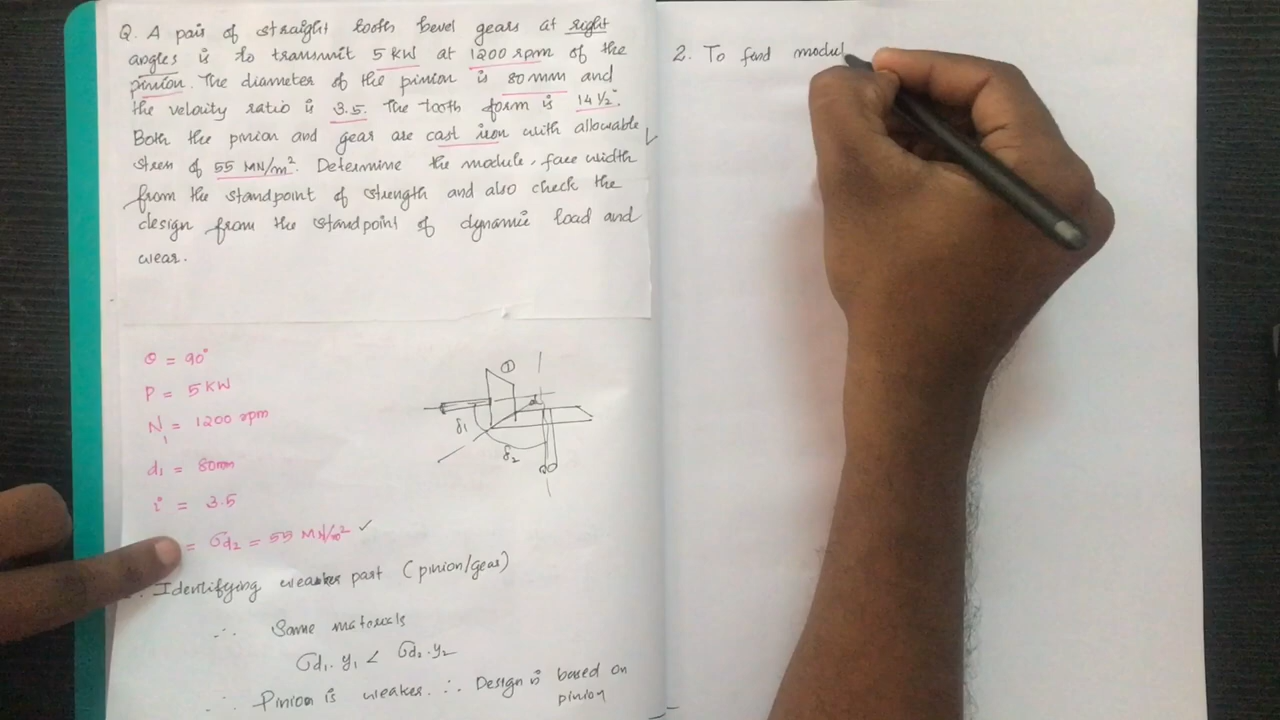 Q. A pair of straight tooth bevel gears at right
angles is to transmit 5 KW at 1200 rpm of the
pinion. The diameter of the pinion is 80 mm and
the velocity ratio is 3.5. The tooth form is 14 1/2°.
Both the pinion and gear are cast iron with allowable
stress of 55 MN/m². Determine the module, face width
from the standpoint of strength and also check the
design from the standpoint of dynamic load and
wear.
θ = 90°
P = 5 KW
N₁ = 1200 rpm
d₁ = 80mm
i = 3.5
= σd₂ = 55 MN/m² ✓
①
δ₁
δ₂
. Identifying weaker part (pinion/gear)
∴ Same materials
σd₁. y₁ < σd₂. y₂
∴ Pinion is weaker. ∴ Design is based on
pinion
2. To find modul